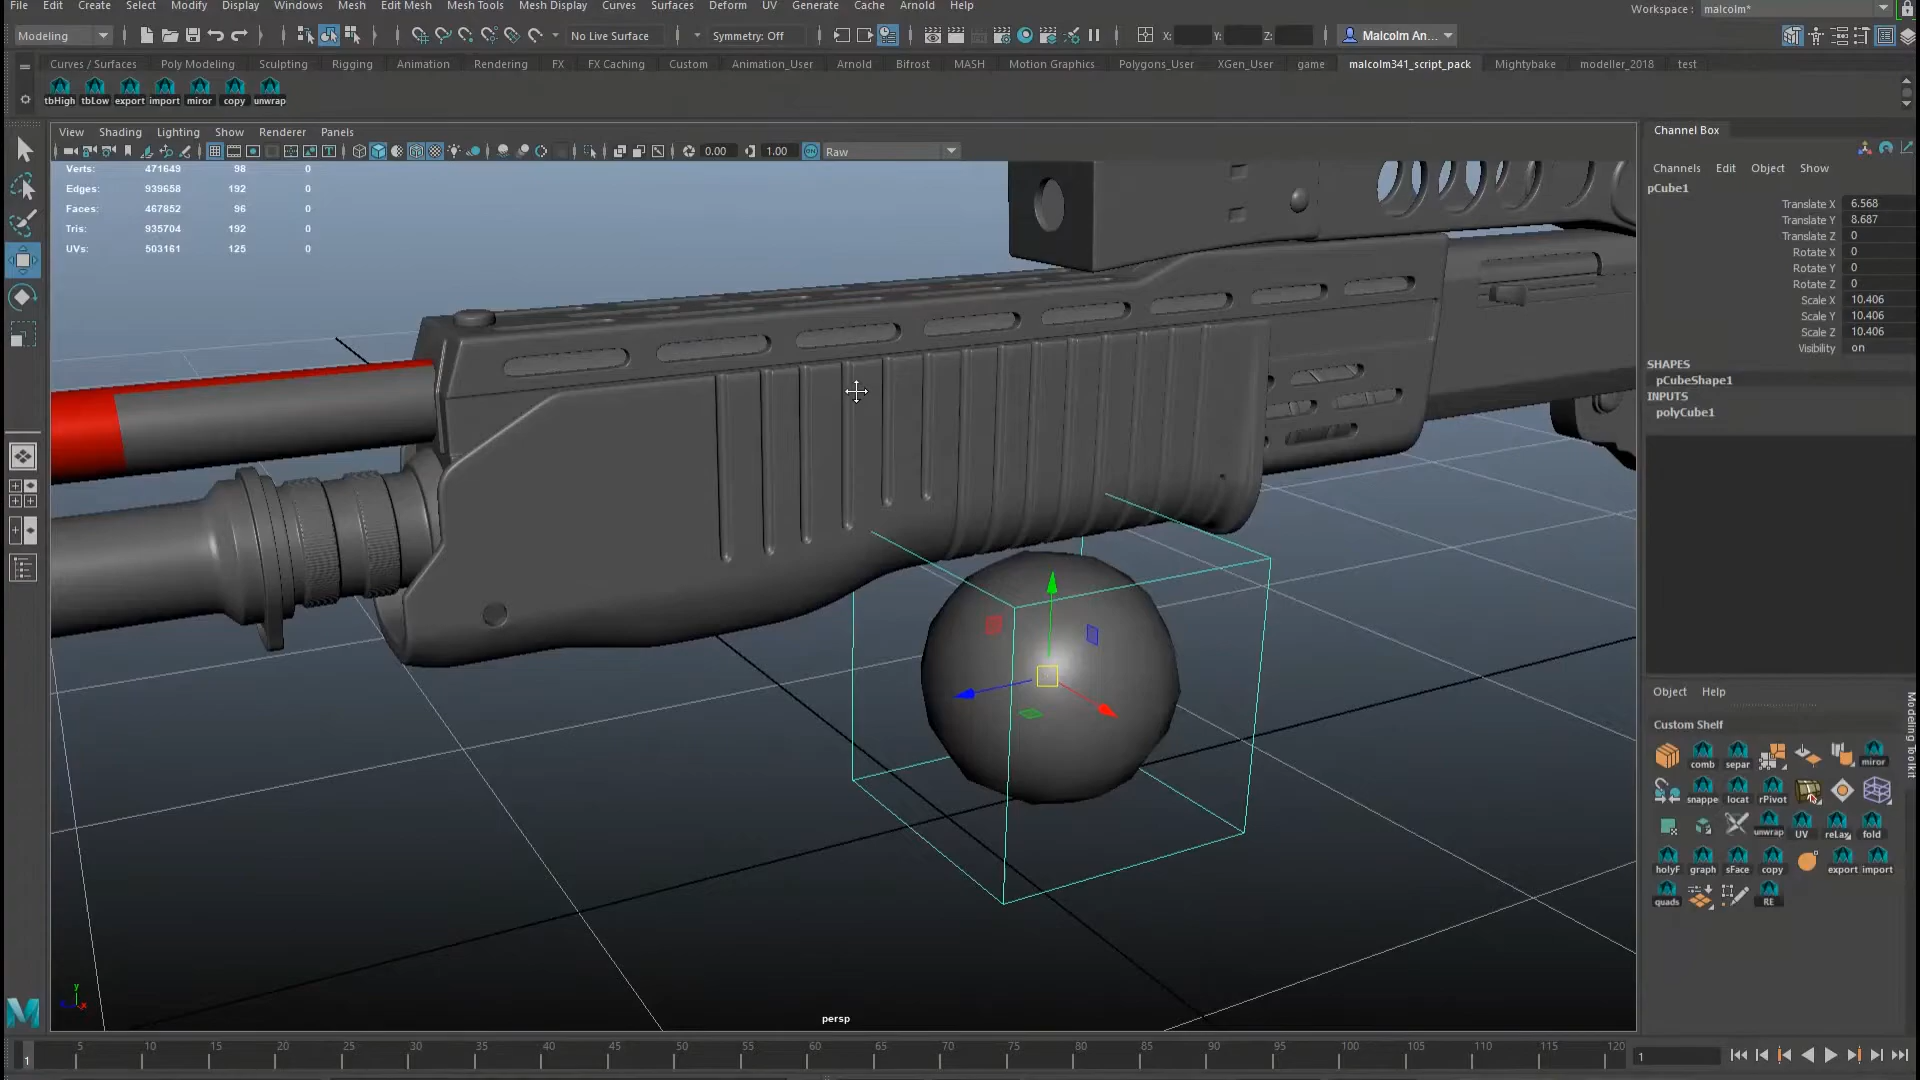 File Edit Create Select Modify Display Windows Mesh Edit Mesh Mesh Tools Mesh Display Curves Surfaces Deform UV Generate Cache Arnold Help
Workspace : malcolm*
Modeling No Live Surface Symmetry: Off X: Y: Z: Malcolm An...
Curves / Surfaces Poly Modeling Sculpting Rigging Animation Rendering FX FX Caching Custom Animation_User Arnold Bifrost MASH Motion Graphics Polygons_User XGen_User game malcolm341_script_pack Mightybake modeller_2018 test
tbHigh tbLow export import miror copy unwrap
View Shading Lighting Show Renderer Panels
0.00 1.00 ON Raw
Verts: 471649 98 0
Edges: 939658 192 0
Faces: 467852 96 0
Tris: 935704 192 0
UVs: 503161 125 0
Channel Box
Channels Edit Object Show
pCube1
Translate X 6.568
Translate Y 8.687
Translate Z 0
Rotate X 0
Rotate Y 0
Rotate Z 0
Scale X 10.406
Scale Y 10.406
Scale Z 10.406
Visibility on
SHAPES
pCubeShape1
INPUTS
polyCube1
Object Help
Modeling Toolkit
Custom Shelf
comb separ miror
snappe locat rPivot
unwrap UV reLax fold
holyF graph sFace copy export import
quads RE
y
x
persp
5 10 15 20 25 30 35 40 45 50 55 60 65 70 75 80 85 90 95 100 105 110 115 120
1 1